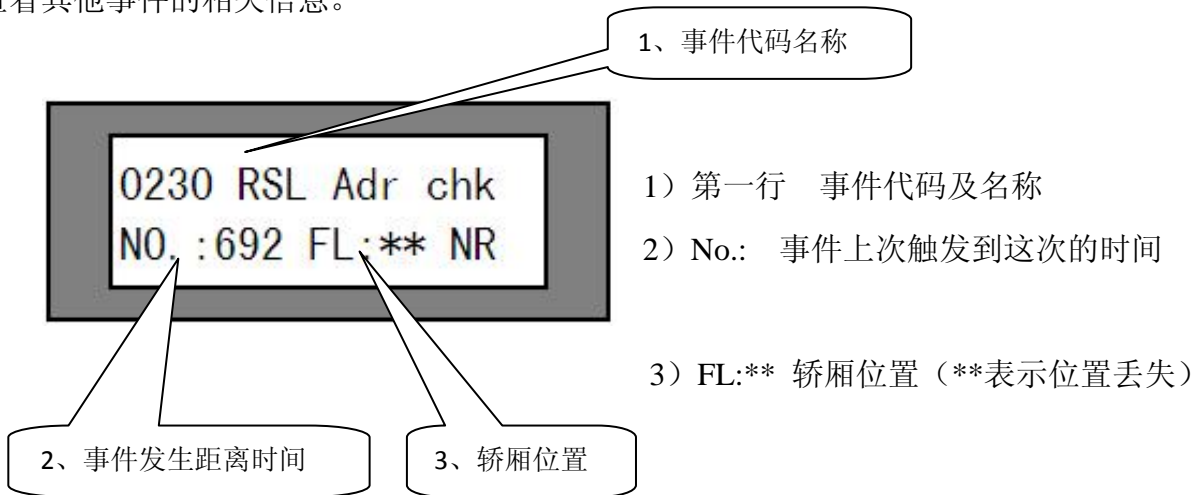 查看其他事件的相关信息。
1、事件代码名称
0230 RSL Adr chk
NO.:692 FL:** NR
1）第一行 事件代码及名称
2）No.: 事件上次触发到这次的时间
3）FL:** 轿厢位置（**表示位置丢失）
2、事件发生距离时间
3、轿厢位置